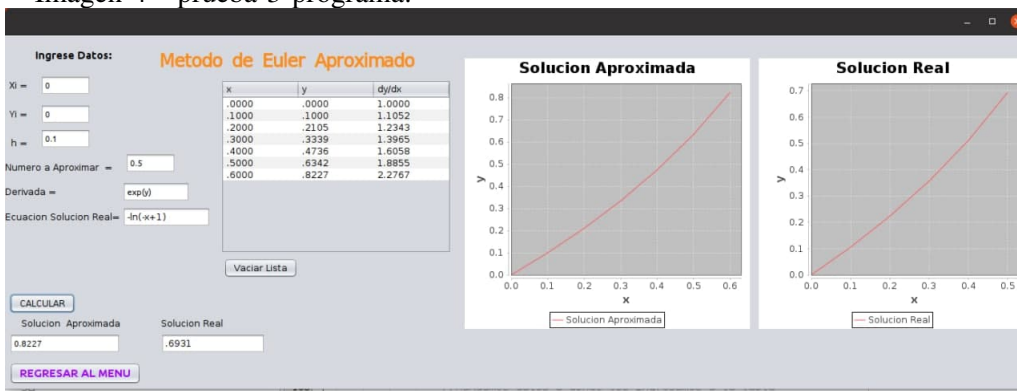 Imagen 4 – prueba 3 programa.
Ingrese Datos:
Metodo de Euler Aproximado
Xi = 0
Yi = 0
h = 0.1
Numero a Aproximar = 0.5
Derivada = exp(y)
Ecuacion Solucion Real= -ln(-x+1)
x y dy/dx
.0000 .0000 1.0000
.1000 .1000 1.1052
.2000 .2105 1.2343
.3000 .3339 1.3965
.4000 .4736 1.6058
.5000 .6342 1.8855
.6000 .8227 2.2767
Vaciar Lista
CALCULAR
Solucion Aproximada Solucion Real
0.8227 .6931
REGRESAR AL MENU
Solucion Aproximada
0.8
0.7
0.6
0.5
0.4
0.3
0.2
0.1
0.0
y
0.0 0.1 0.2 0.3 0.4 0.5 0.6
x
Solucion Aproximada
Solucion Real
0.7
0.6
0.5
0.4
0.3
0.2
0.1
0.0
y
0.0 0.1 0.2 0.3 0.4 0.5
x
Solucion Real